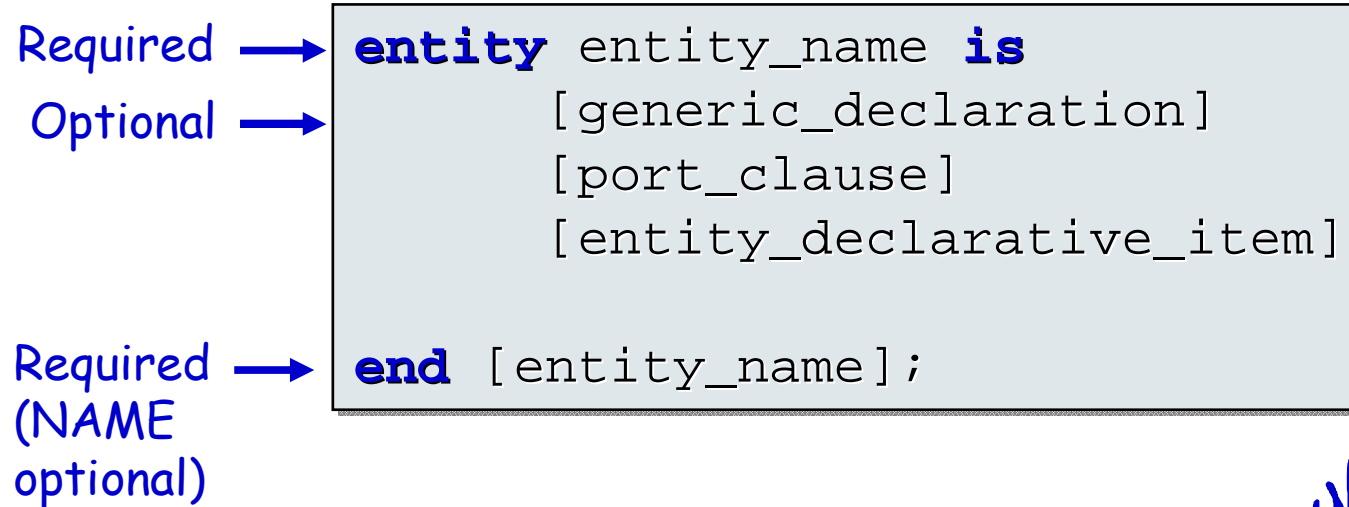 Required
entity entity_name is
Optional
[generic_declaration]
[port_clause]
[entity_declarative_item]
Required
(NAME
optional)
end [entity_name];